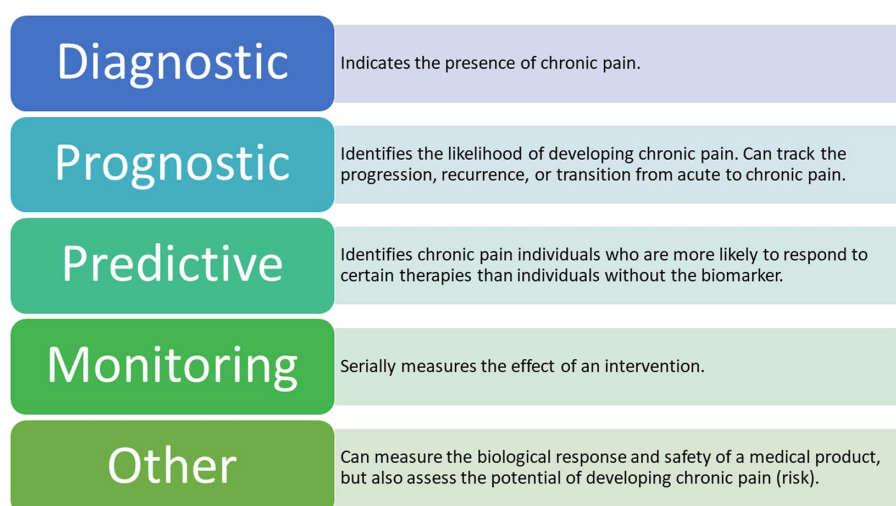 Diagnostic
Indicates the presence of chronic pain.
Prognostic
Identifies the likelihood of developing chronic pain. Can track the
progression, recurrence, or transition from acute to chronic pain.
Predictive
Identifies chronic pain individuals who are more likely to respond to
certain therapies than individuals without the biomarker.
Monitoring
Serially measures the effect of an intervention.
Other
Can measure the biological response and safety of a medical product,
but also assess the potential of developing chronic pain (risk).